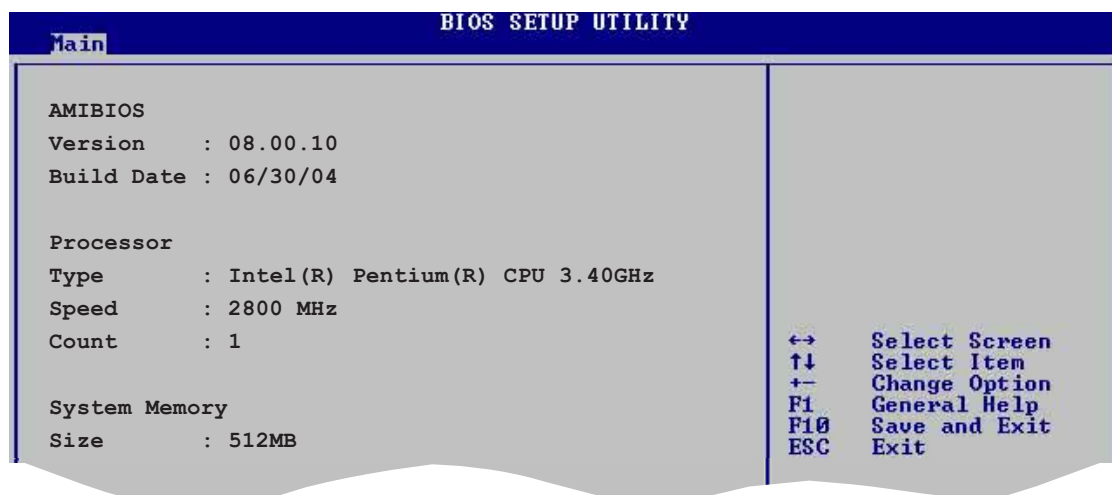 BIOS SETUP UTILITY
Main
AMIBIOS
Version : 08.00.10
Build Date : 06/30/04
Processor
Type : Intel(R) Pentium(R) CPU 3.40GHz
Speed : 2800 MHz
Count : 1
System Memory
Size : 512MB
←→ Select Screen
↑↓ Select Item
+- Change Option
F1 General Help
F10 Save and Exit
ESC Exit